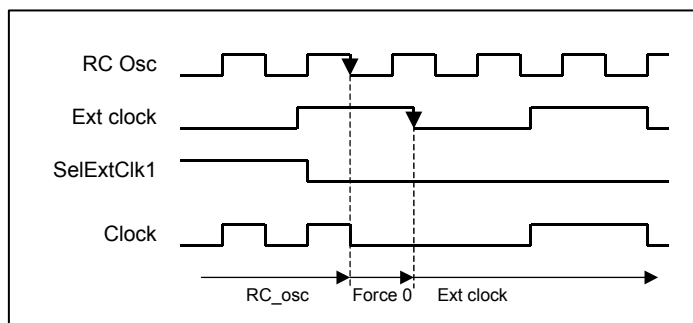 RC Osc
Ext clock
SelExtClk1
Clock
RC_osc Force 0 Ext clock